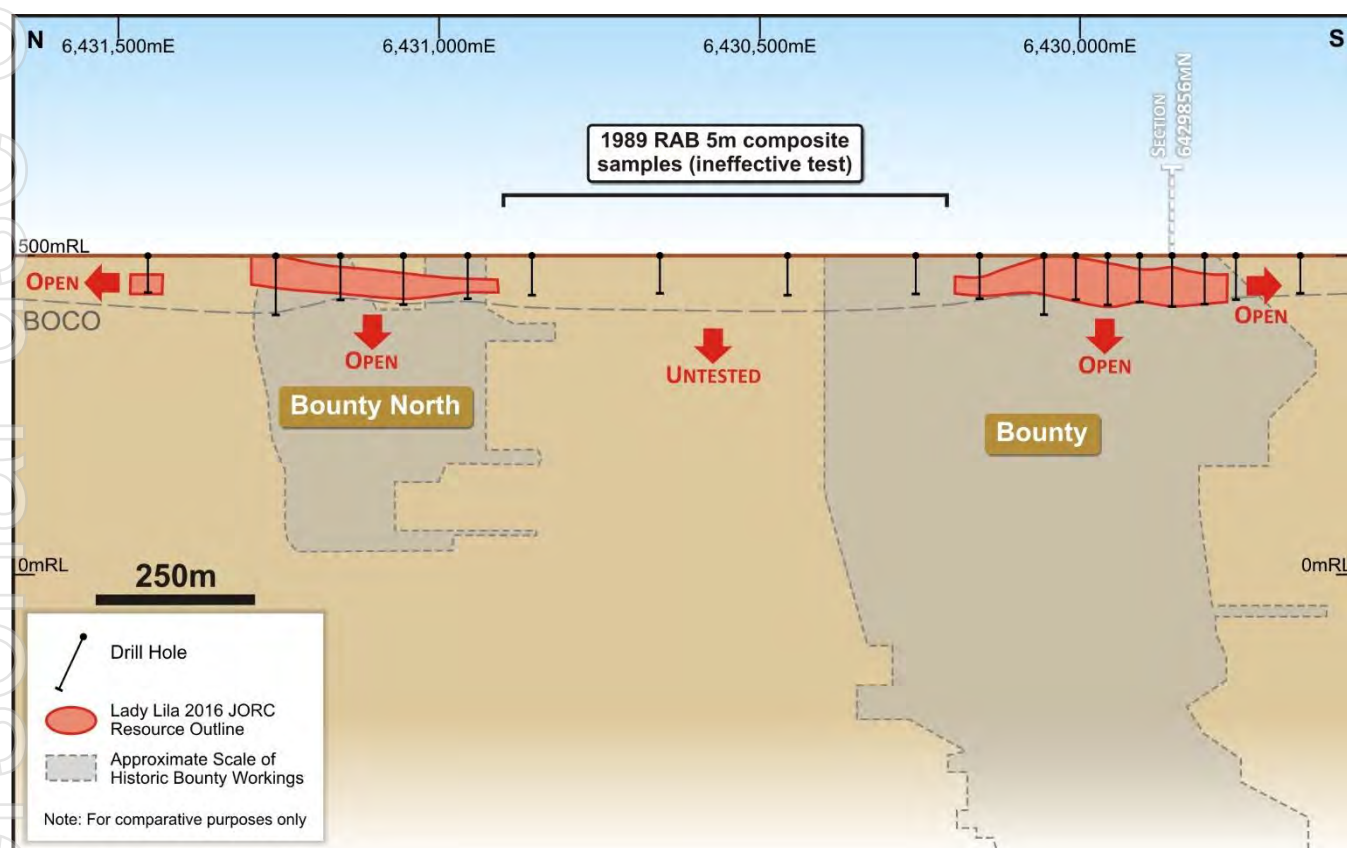 N
S
6,431,500mE
6,431,000mE
6,430,500mE
6,430,000mE
SECTION
6429856mN
1989 RAB 5m composite
samples (ineffective test)
500mRL
OPEN
BOCO
OPEN
UNTESTED
OPEN
OPEN
Bounty North
Bounty
0mRL
0mRL
250m
Drill Hole
Lady Lila 2016 JORC
Resource Outline
Approximate Scale of
Historic Bounty Workings
Note: For comparative purposes only